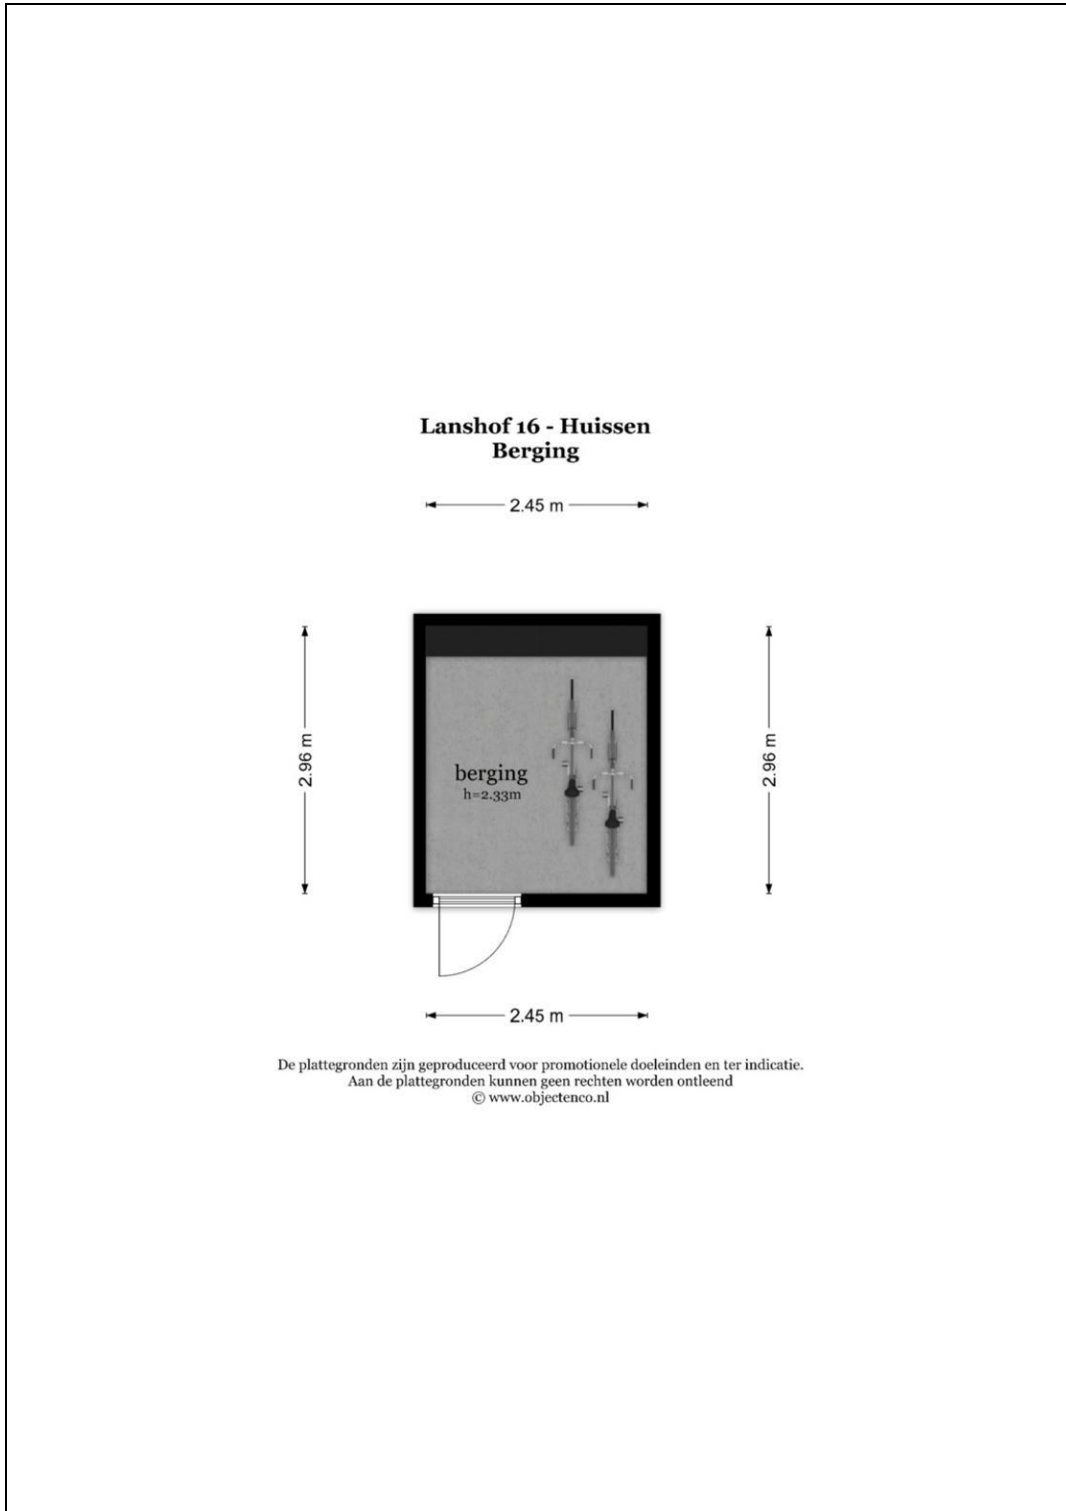 Lanshof 16 - Huissen
Berging
2.45 m
2.96 m
2.96 m
berging
h=2.33m
2.45 m
De plattegronden zijn geproduceerd voor promotionele doeleinden en ter indicatie.
Aan de plattegronden kunnen geen rechten worden ontleend
© www.objectenco.nl